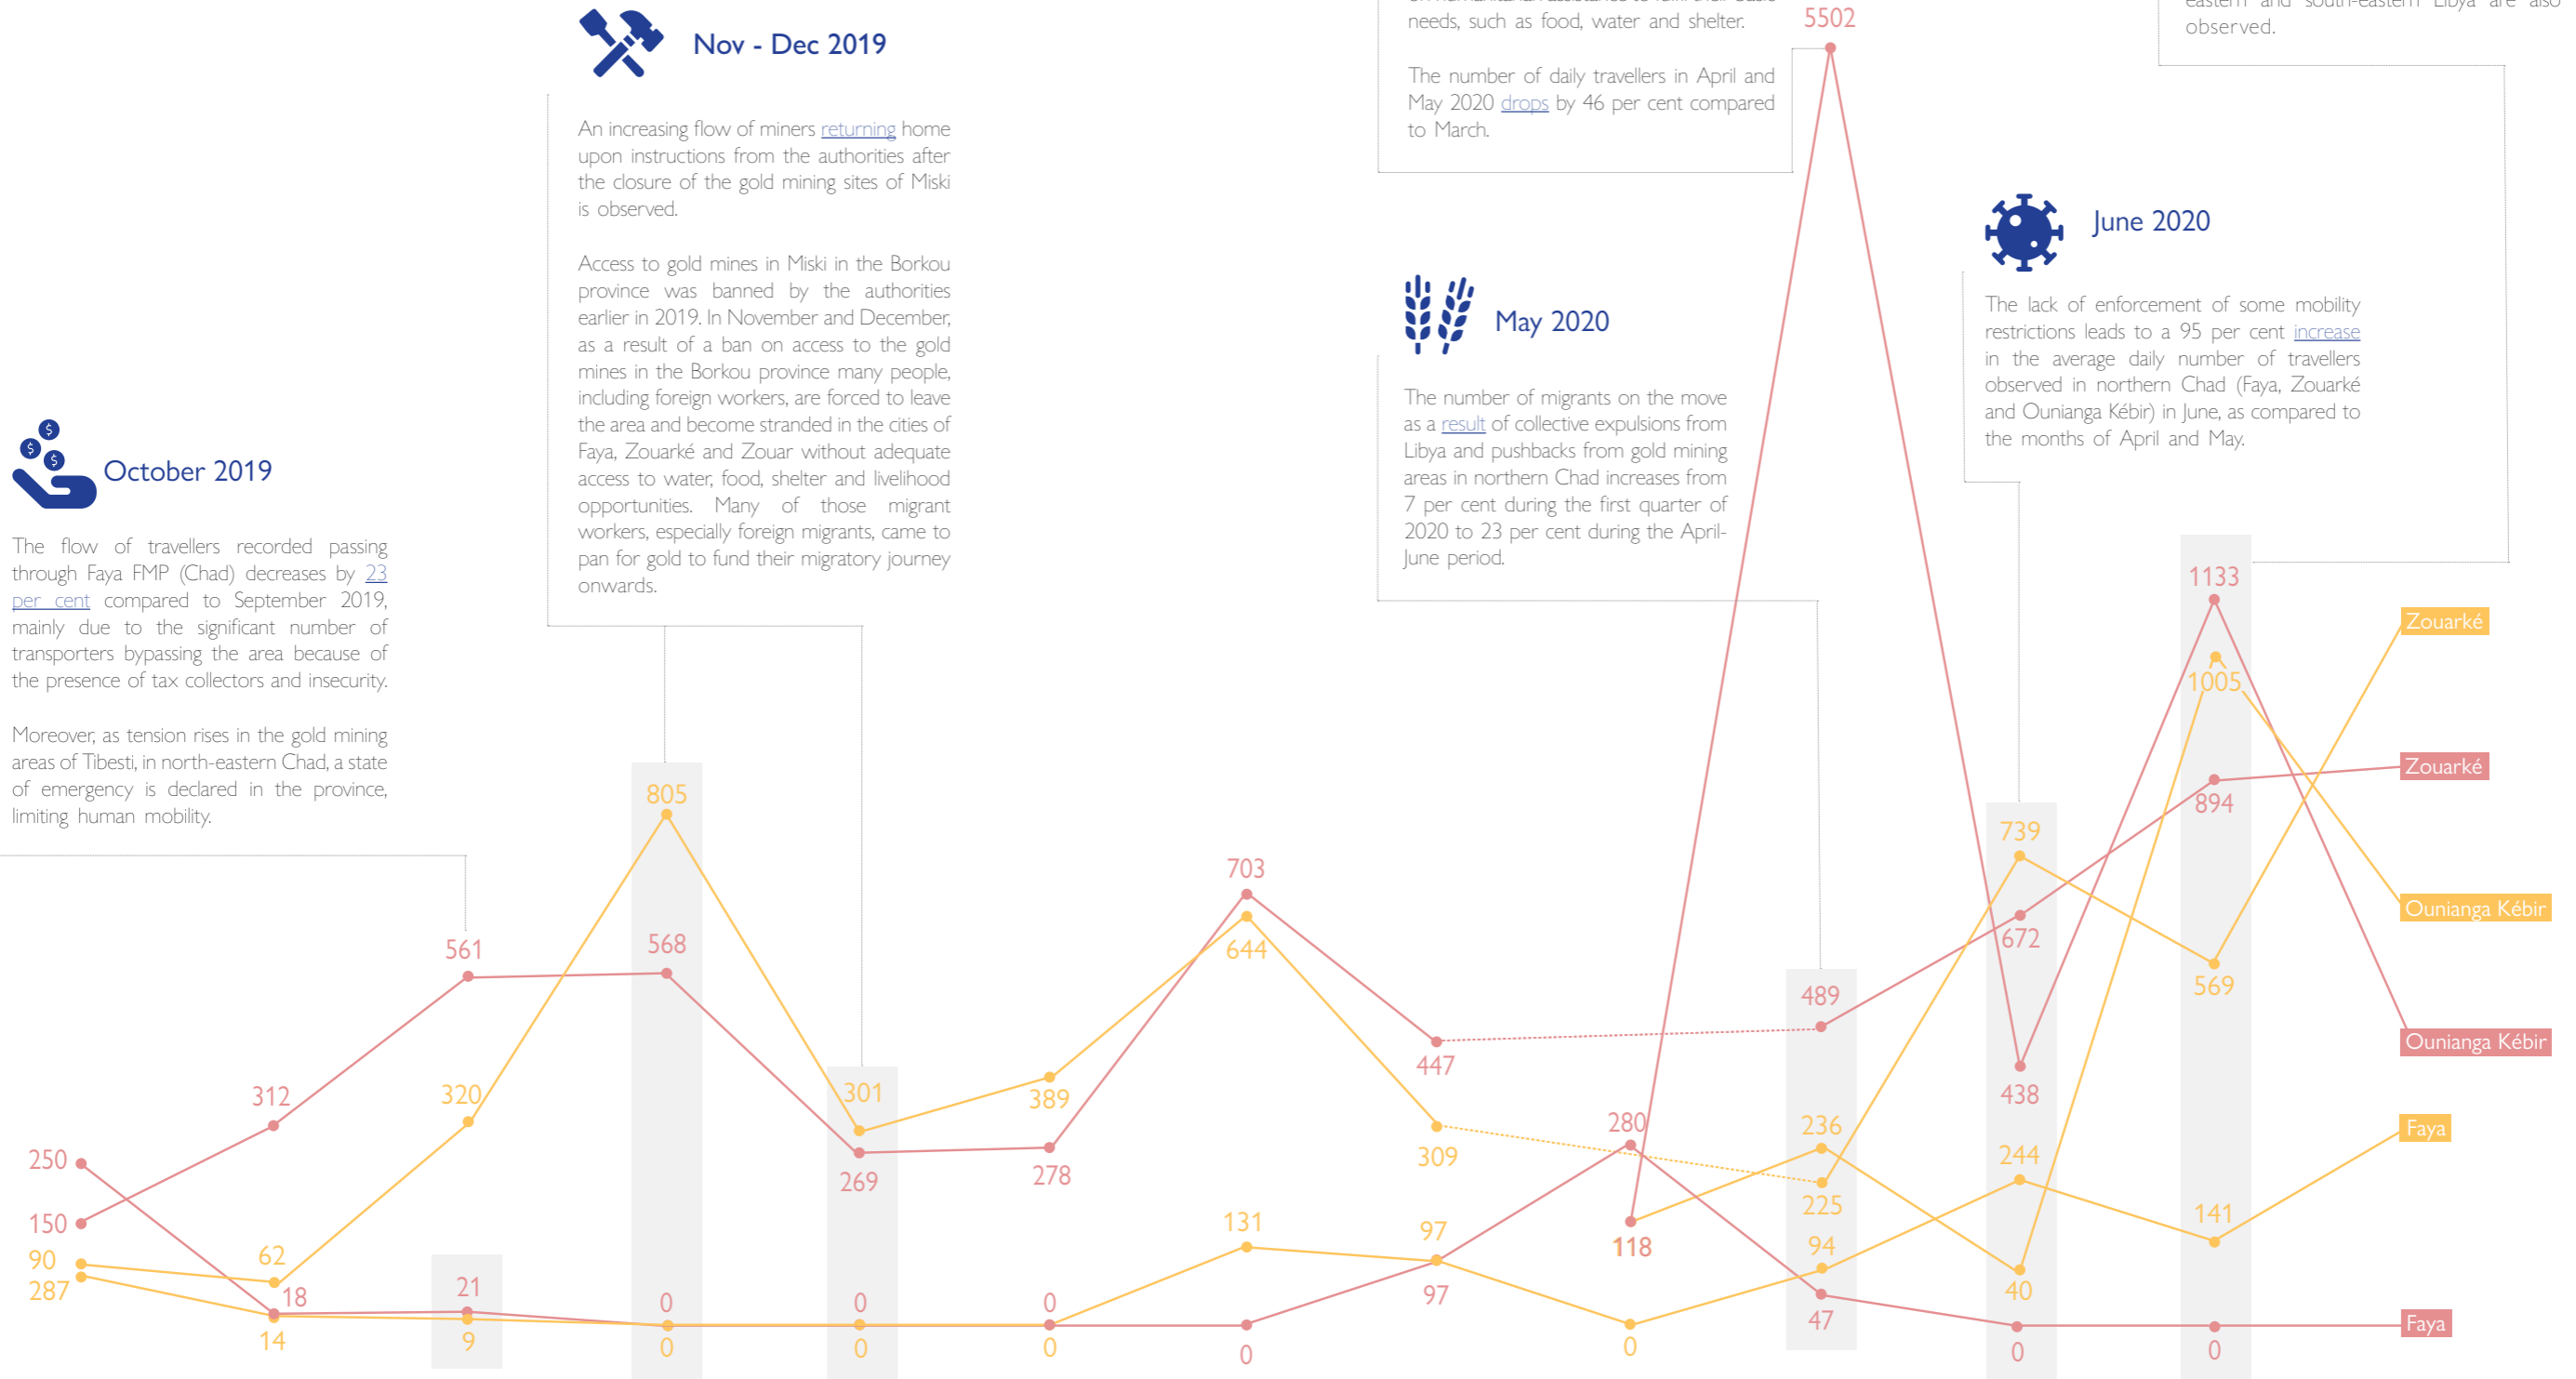 October 2019
The flow of travellers recorded passing
through Faya FMP (Chad) decreases by 23
per cent compared to September 2019,
mainly due to the significant number of
transporters bypassing the area because of
the presence of tax collectors and insecurity.
Moreover, as tension rises in the gold mining
areas of Tibesti, in north-eastern Chad, a state
of emergency is declared in the province,
limiting human mobility.
Nov - Dec 2019
An increasing flow of miners returning home
upon instructions from the authorities after
the closure of the gold mining sites of Miski
is observed.
Access to gold mines in Miski in the Borkou
province was banned by the authorities
earlier in 2019. In November and December,
as a result of a ban on access to the gold
mines in the Borkou province many people,
including foreign workers, are forced to leave
the area and become stranded in the cities of
Faya, Zouarké and Zouar without adequate
access to water, food, shelter and livelihood
opportunities. Many of those migrant
workers, especially foreign migrants, came to
pan for gold to fund their migratory journey
onwards.
on humanitarian assistance to fulfil their basic
needs, such as food, water and shelter.
The number of daily travellers in April and
May 2020 drops by 46 per cent compared
to March.
May 2020
The number of migrants on the move
as a result of collective expulsions from
Libya and pushbacks from gold mining
areas in northern Chad increases from
7 per cent during the first quarter of
2020 to 23 per cent during the April-
June period.
June 2020
The lack of enforcement of some mobility
restrictions leads to a 95 per cent increase
in the average daily number of travellers
observed in northern Chad (Faya, Zouarké
and Ounianga Kébir) in June, as compared to
the months of April and May.
eastern and south-eastern Libya are also
observed.
5502
1133
1005
894
569
141
0
805
568
0
0
703
644
131
0
561
320
21
9
312
62
18
14
250
150
90
287
301
269
0
0
389
278
0
0
447
309
97
97
280
118
0
489
236
225
94
47
739
672
438
244
40
0
Zouarké
Zouarké
Ounianga Kébir
Ounianga Kébir
Faya
Faya